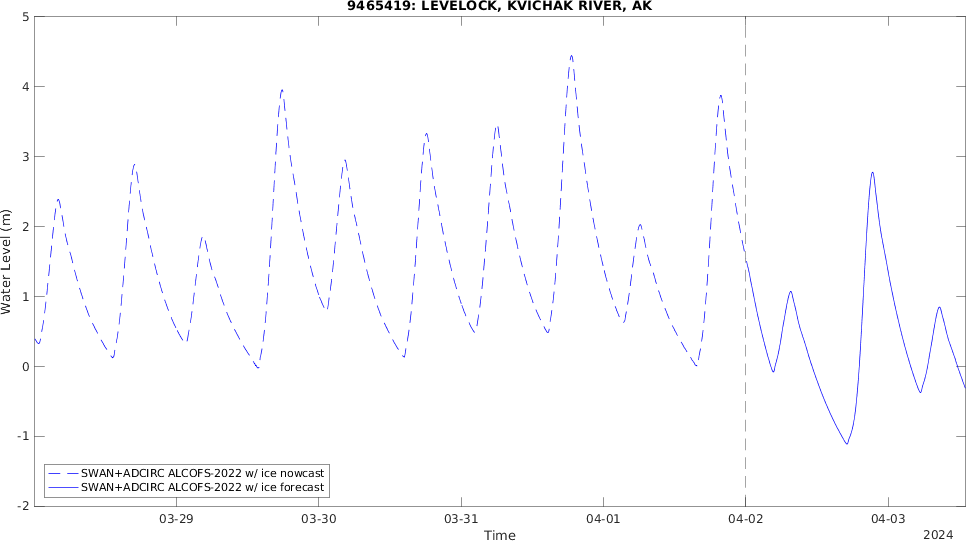 9465419: LEVELOCK, KVICHAK RIVER, AK
5
4
3
2
1
0
-1
-2
Water Level (m)
SWAN+ADCIRC ALCOFS-2022 w/ ice nowcast
SWAN+ADCIRC ALCOFS-2022 w/ ice forecast
03-29 03-30 03-31 04-01 04-02 04-03
Time
2024